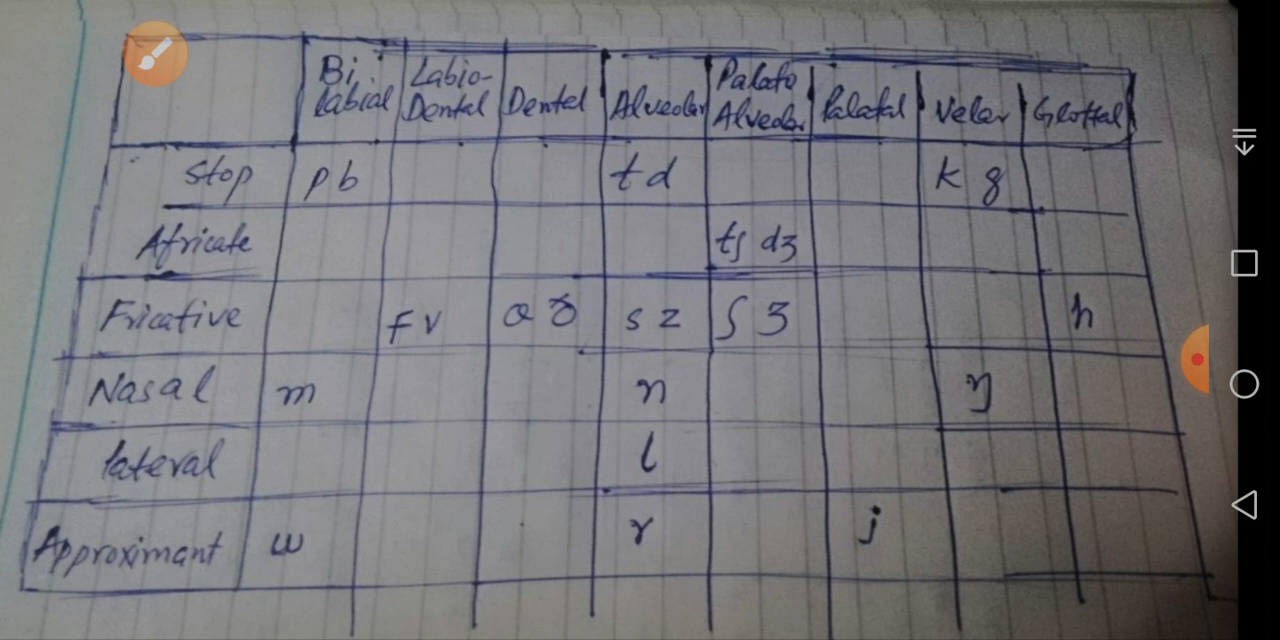 Bi labial Labio-Dental Dental Alveolar Palato Alveolar Palatal Velar Glottal
Stop p b t d k g
Africate tʃ dʒ
Fricative f v θ ð s z ʃ ʒ h
Nasal m n ŋ
lateral l
Approximant w r j